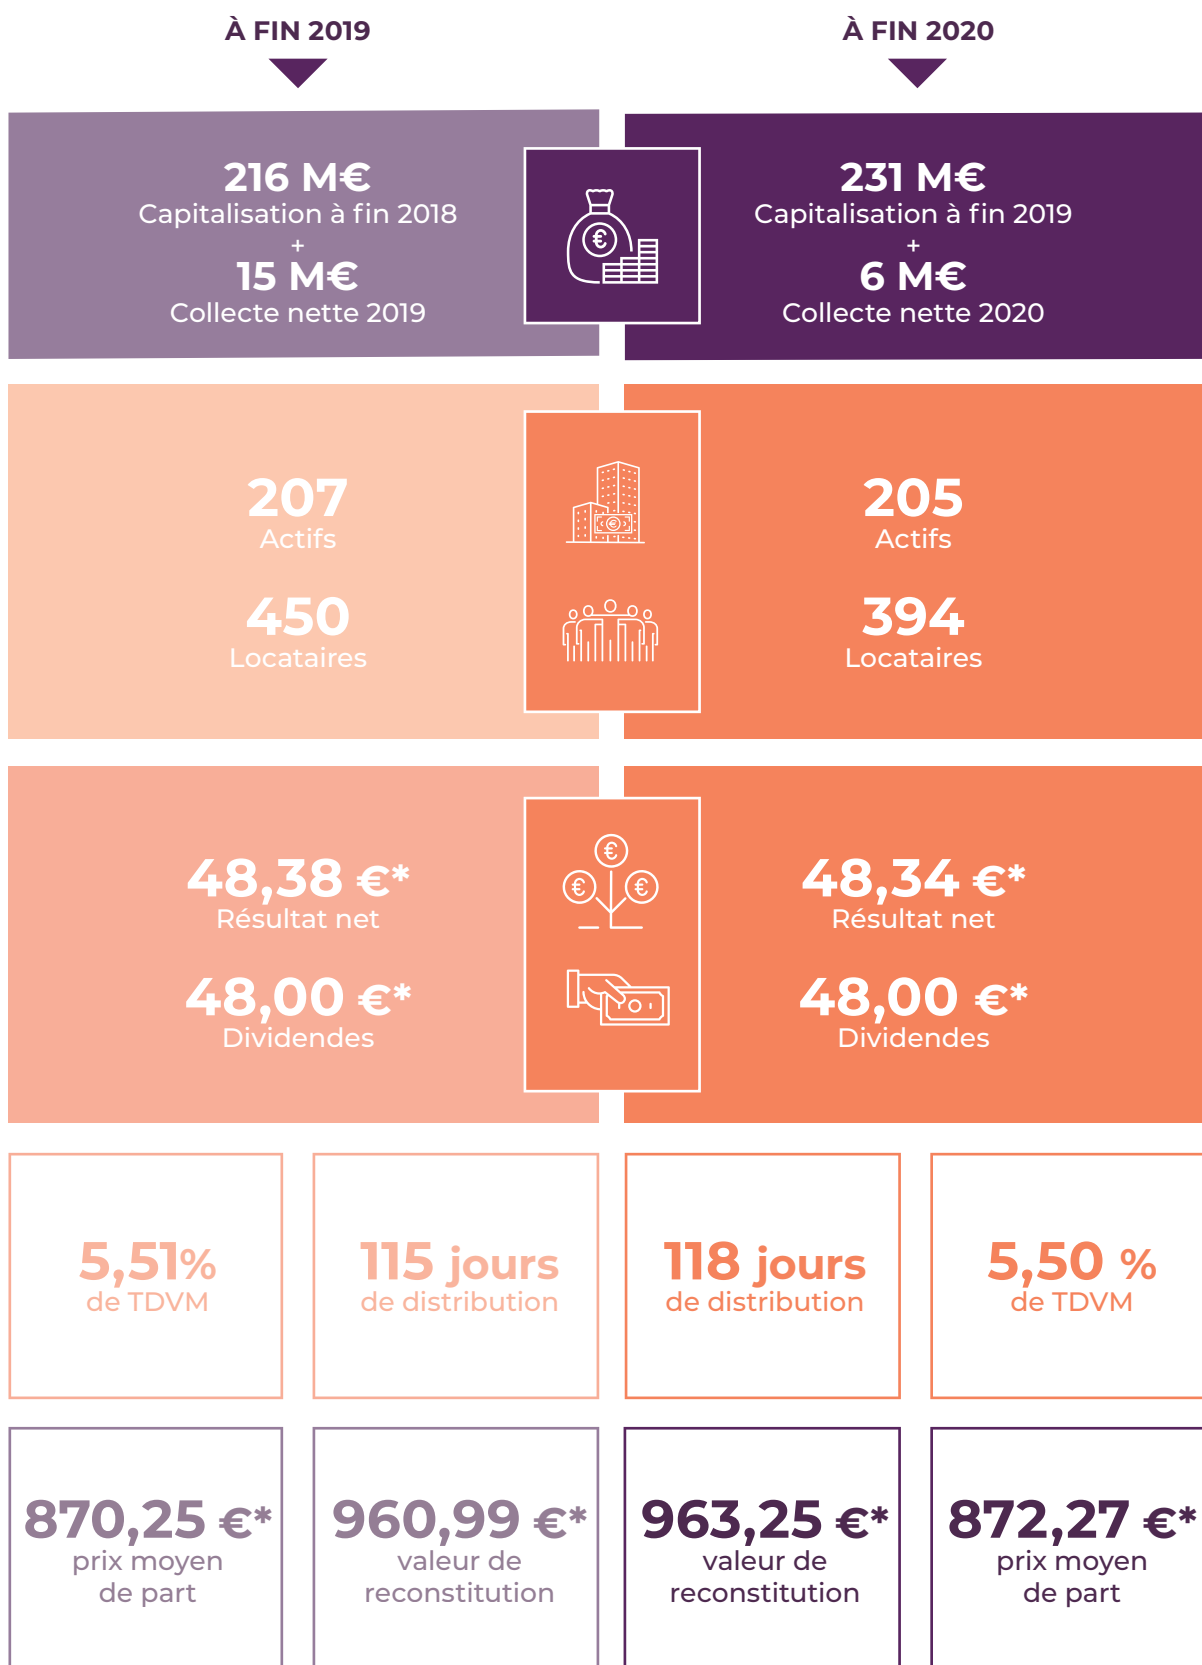 À FIN 2019
216 M€
Capitalisation à fin 2018
+
15 M€
Collecte nette 2019
À FIN 2020
231 M€
Capitalisation à fin 2019
+
6 M€
Collecte nette 2020
€
207
Actifs
450
Locataires
€
205
Actifs
394
Locataires
48,38 €*
Résultat net
48,00 €*
Dividendes
€
€
€
48,34 €*
Résultat net
48,00 €*
Dividendes
5,51%
de TDVM
115 jours
de distribution
118 jours
de distribution
5,50 %
de TDVM
870,25 €*
prix moyen
de part
960,99 €*
valeur de
reconstitution
963,25 €*
valeur de
reconstitution
872,27 €*
prix moyen
de part